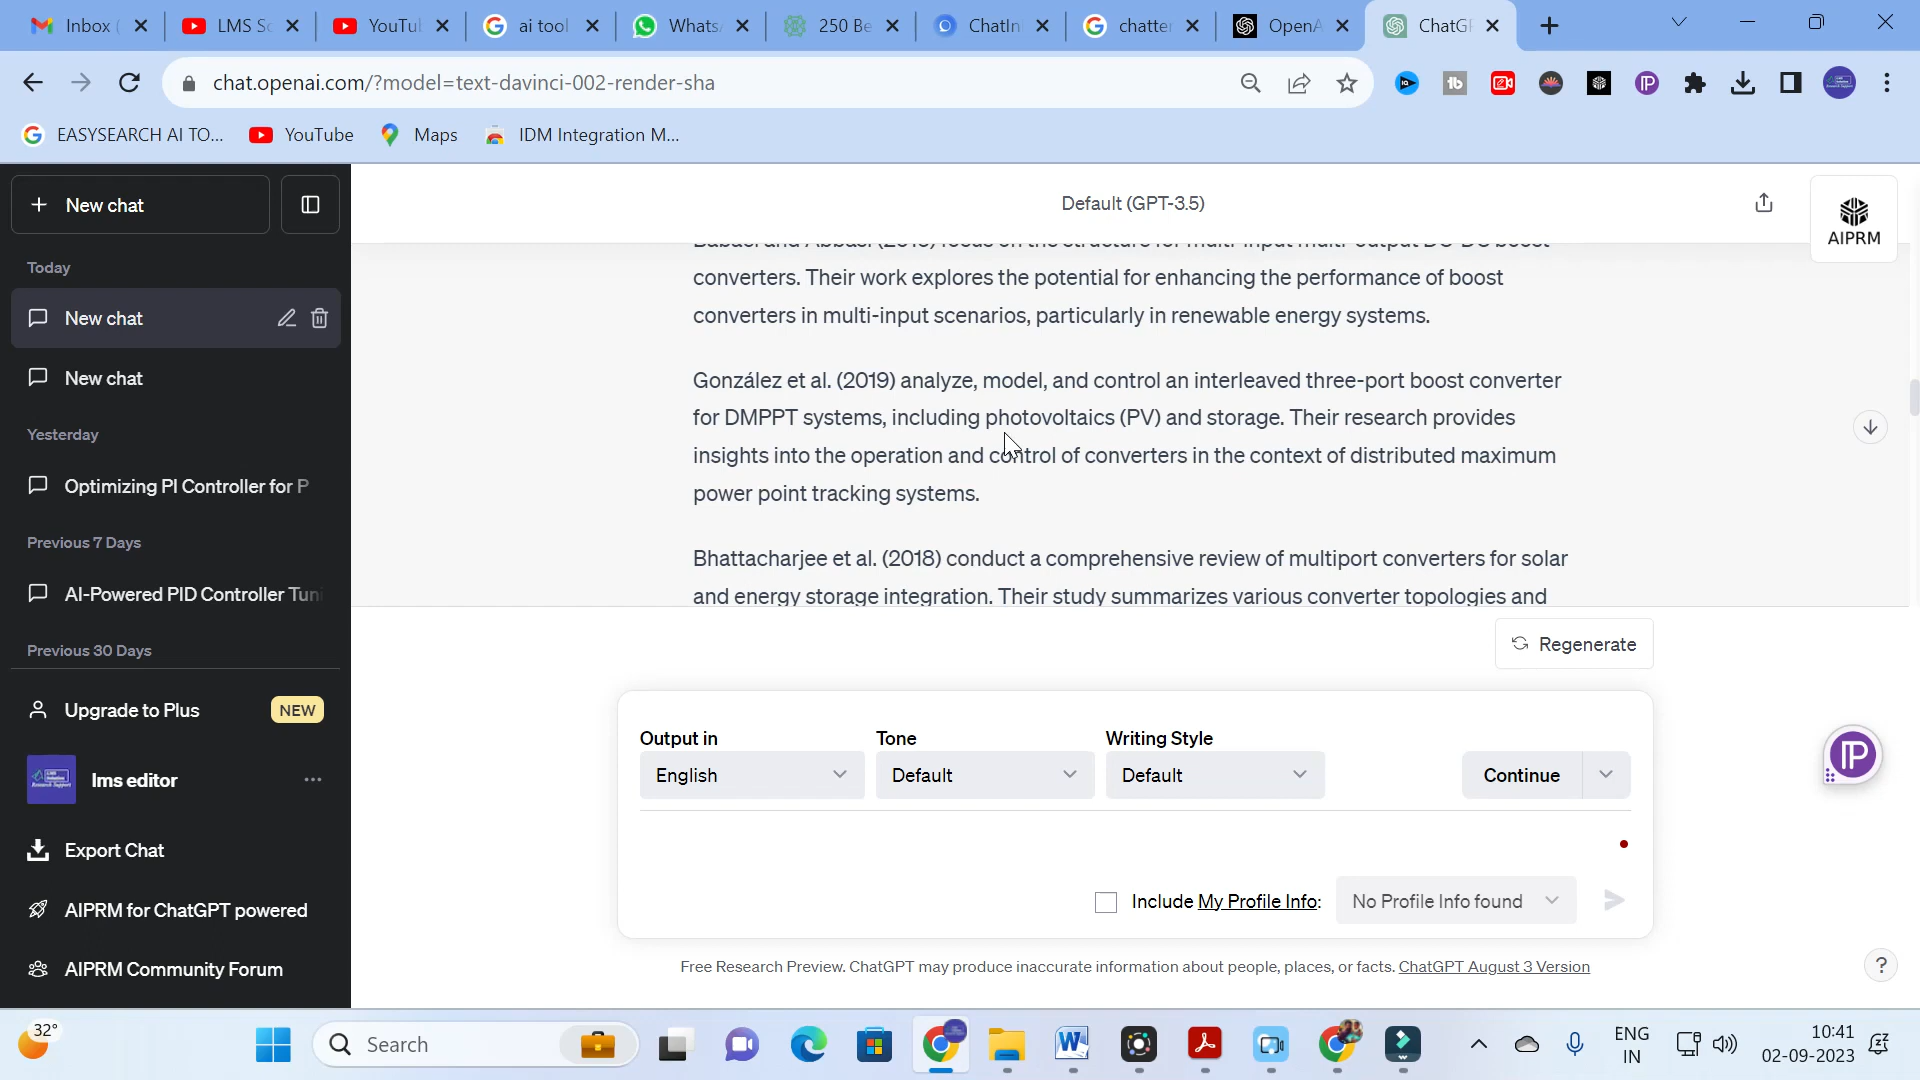 Inbox (
LMS Sc
YouTu
ai tool
Whats
250 Be
ChatIn
chatter
OpenA
ChatGP
chat.openai.com/?model=text-davinci-002-render-sha
EASYSEARCH AI TO...
YouTube
Maps
IDM Integration M...
New chat
Default (GPT-3.5)
AIPRM
Today
New chat
New chat
Yesterday
Optimizing PI Controller for P
Previous 7 Days
AI-Powered PID Controller Tun
Previous 30 Days
Upgrade to Plus
NEW
lms editor
Export Chat
AIPRM for ChatGPT powered
AIPRM Community Forum
converters. Their work explores the potential for enhancing the performance of boost
converters in multi-input scenarios, particularly in renewable energy systems.
González et al. (2019) analyze, model, and control an interleaved three-port boost converter
for DMPPT systems, including photovoltaics (PV) and storage. Their research provides
insights into the operation and control of converters in the context of distributed maximum
power point tracking systems.
Bhattacharjee et al. (2018) conduct a comprehensive review of multiport converters for solar
and energy storage integration. Their study summarizes various converter topologies and
Regenerate
Output in
Tone
Writing Style
English
Default
Default
Continue
Include My Profile Info:
No Profile Info found
Free Research Preview. ChatGPT may produce inaccurate information about people, places, or facts. ChatGPT August 3 Version
?
32°
Search
ENG
IN
10:41
02-09-2023